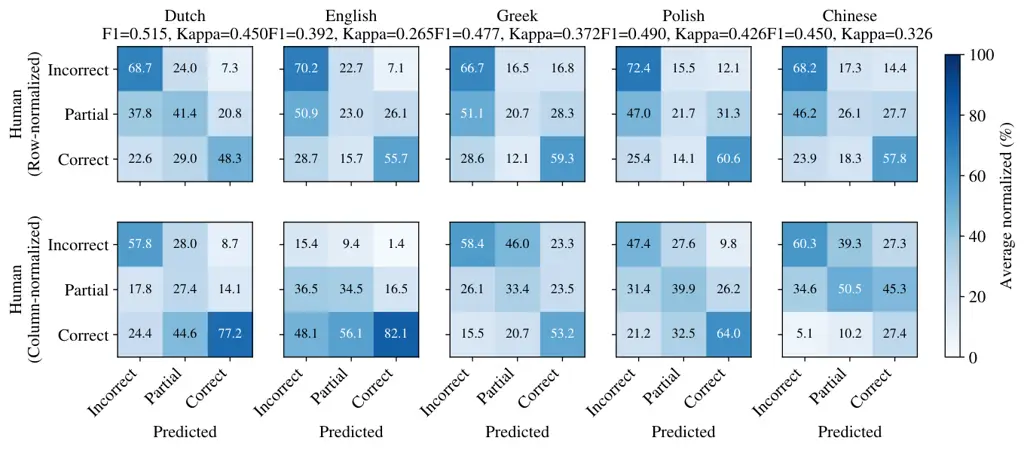 Dutch English Greek Polish Chinese
F1=0.515, Kappa=0.450 F1=0.392, Kappa=0.265 F1=0.477, Kappa=0.372 F1=0.490, Kappa=0.426 F1=0.450, Kappa=0.326
Human
(Row-normalized)
Incorrect 68.7 24.0 7.3 70.2 22.7 7.1 66.7 16.5 16.8 72.4 15.5 12.1 68.2 17.3 14.4
Partial 37.8 41.4 20.8 50.9 23.0 26.1 51.1 20.7 28.3 47.0 21.7 31.3 46.2 26.1 27.7
Correct 22.6 29.0 48.3 28.7 15.7 55.7 28.6 12.1 59.3 25.4 14.1 60.6 23.9 18.3 57.8
Human
(Column-normalized)
Incorrect 57.8 28.0 8.7 15.4 9.4 1.4 58.4 46.0 23.3 47.4 27.6 9.8 60.3 39.3 27.3
Partial 17.8 27.4 14.1 36.5 34.5 16.5 26.1 33.4 23.5 31.4 39.9 26.2 34.6 50.5 45.3
Correct 24.4 44.6 77.2 48.1 56.1 82.1 15.5 20.7 53.2 21.2 32.5 64.0 5.1 10.2 27.4
Incorrect Partial Correct Incorrect Partial Correct Incorrect Partial Correct Incorrect Partial Correct Incorrect Partial Correct
Predicted Predicted Predicted Predicted Predicted
100
80
60
40
20
0
Average normalized (%)